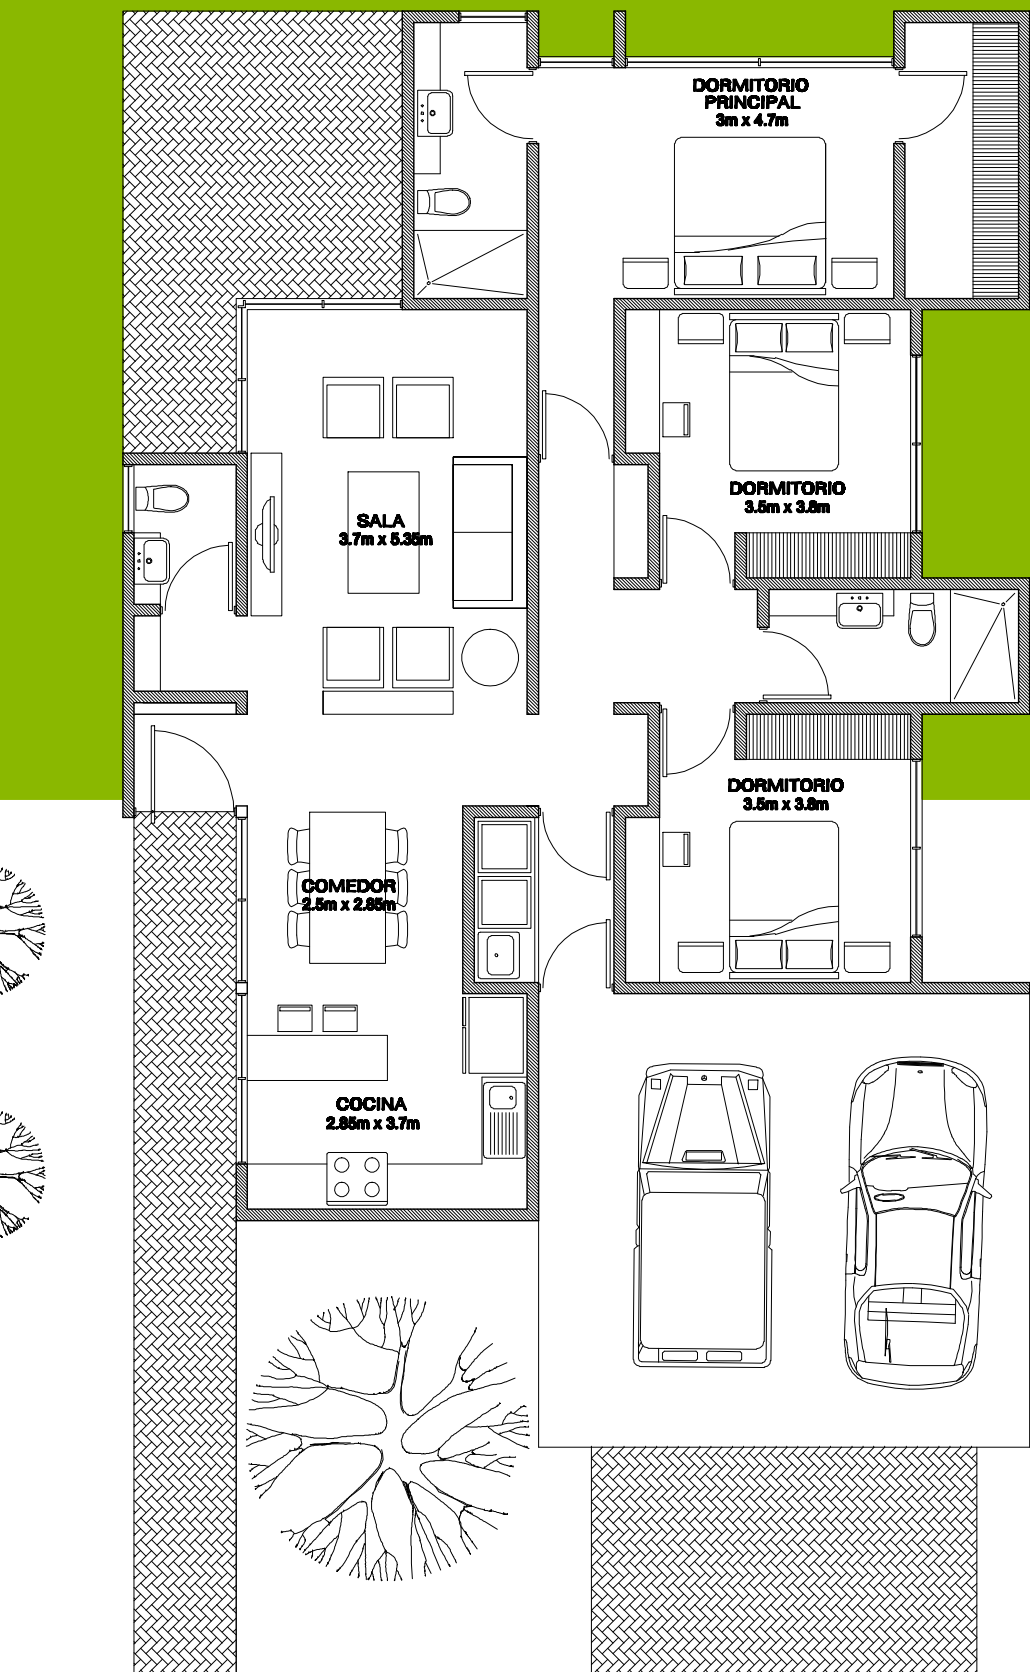 DORMITORIO
PRINCIPAL
3m x 4.7m
DORMITORIO
3.5m x 3.8m
SALA
3.7m x 5.35m
DORMITORIO
3.5m x 3.8m
COMEDOR
2.5m x 2.85m
COCINA
2.85m x 3.7m